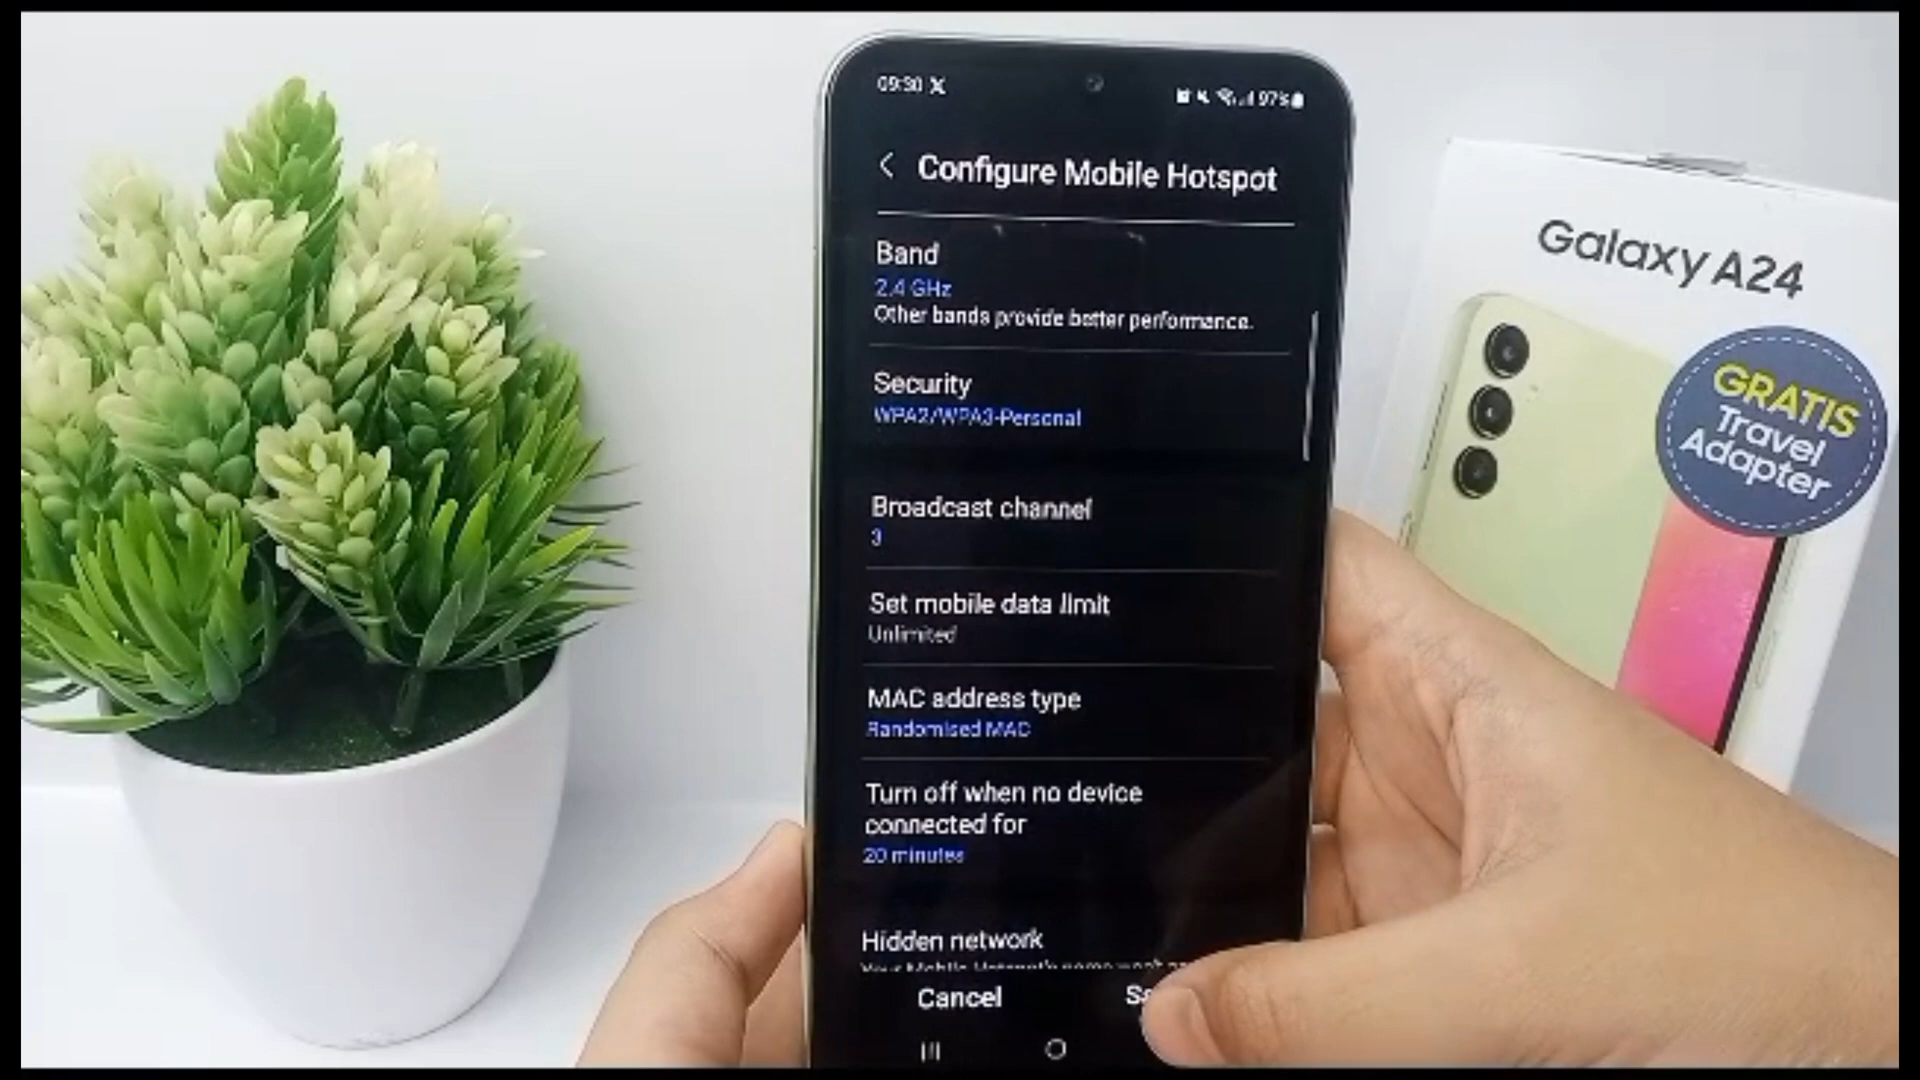 09:30
97%
Configure Mobile Hotspot
Band
2.4 GHz
Other bands provide better performance.
Security
WPA2/WPA3-Personal
Broadcast channel
3
Set mobile data limit
Unlimited
MAC address type
Randomised MAC
Turn off when no device
connected for
20 minutes
Hidden network
Cancel
Galaxy A24
GRATIS
Travel
Adapter